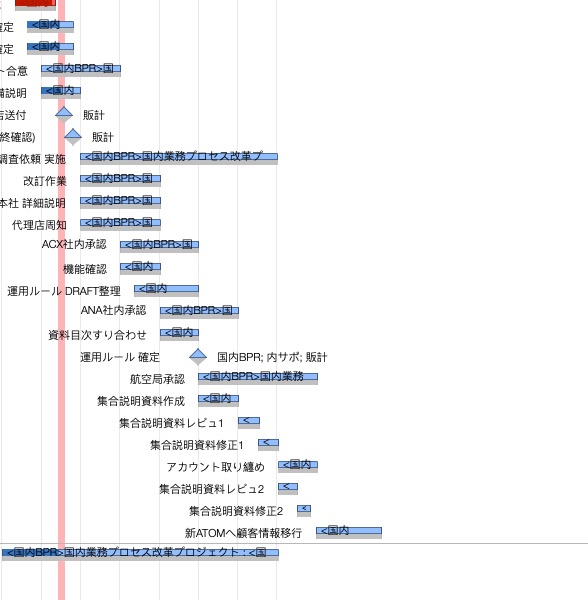 <国内
確定 <国内
確定 <国内
ト合意 <国内BPR>国
備説明 <国内
店送付 販計
終確認) 販計
調査依頼 実施 <国内BPR>国内業務プロセス改革プ
改訂作業 <国内BPR>国
本社 詳細説明 <国内BPR>国
代理店周知 <国内BPR>国
ACX社内承認 <国内BPR>国
機能確認 <国内
運用ルール DRAFT整理 <国内
ANA社内承認 <国内BPR>国
資料目次すり合わせ <国内
運用ルール 確定 国内BPR; 内サポ; 販計
航空局承認 <国内BPR>国内業務
集合説明資料作成 <国内
集合説明資料レビュ1 <
集合説明資料修正1 <
アカウント取り纏め <国内
集合説明資料レビュ2 <
集合説明資料修正2 <
新ATOMへ顧客情報移行 <国内
<国内BPR>国内業務プロセス改革プロジェクト : <国